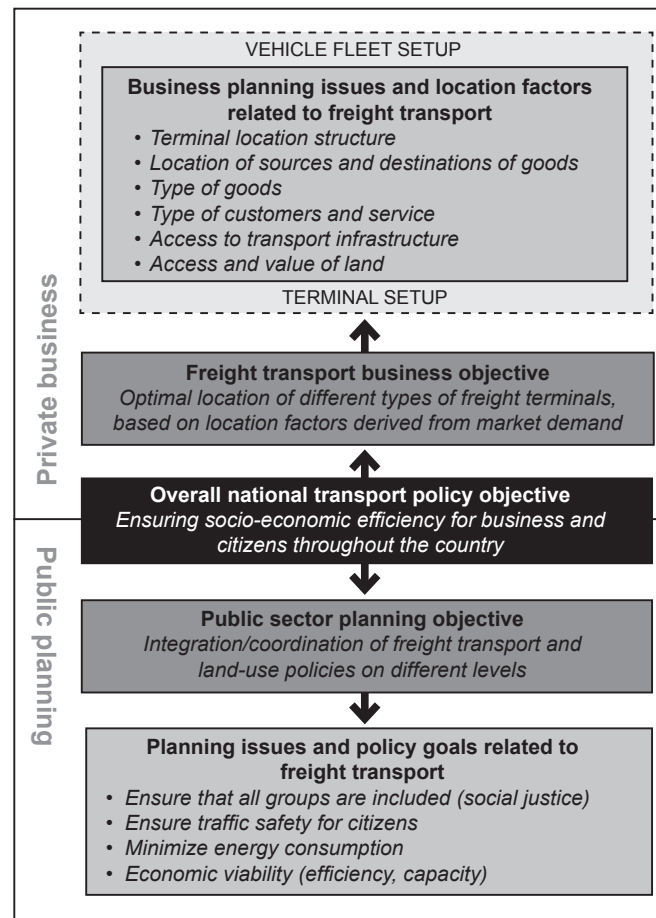 VEHICLE FLEET SETUP
Business planning issues and location factors
related to freight transport
• Terminal location structure
• Location of sources and destinations of goods
• Type of goods
• Type of customers and service
• Access to transport infrastructure
• Access and value of land
TERMINAL SETUP
Private business
Freight transport business objective
Optimal location of different types of freight terminals,
based on location factors derived from market demand
Overall national transport policy objective
Ensuring socio-economic efficiency for business and
citizens throughout the country
Public planning
Public sector planning objective
Integration/coordination of freight transport and
land-use policies on different levels
Planning issues and policy goals related to
freight transport
• Ensure that all groups are included (social justice)
• Ensure traffic safety for citizens
• Minimize energy consumption
• Economic viability (efficiency, capacity)